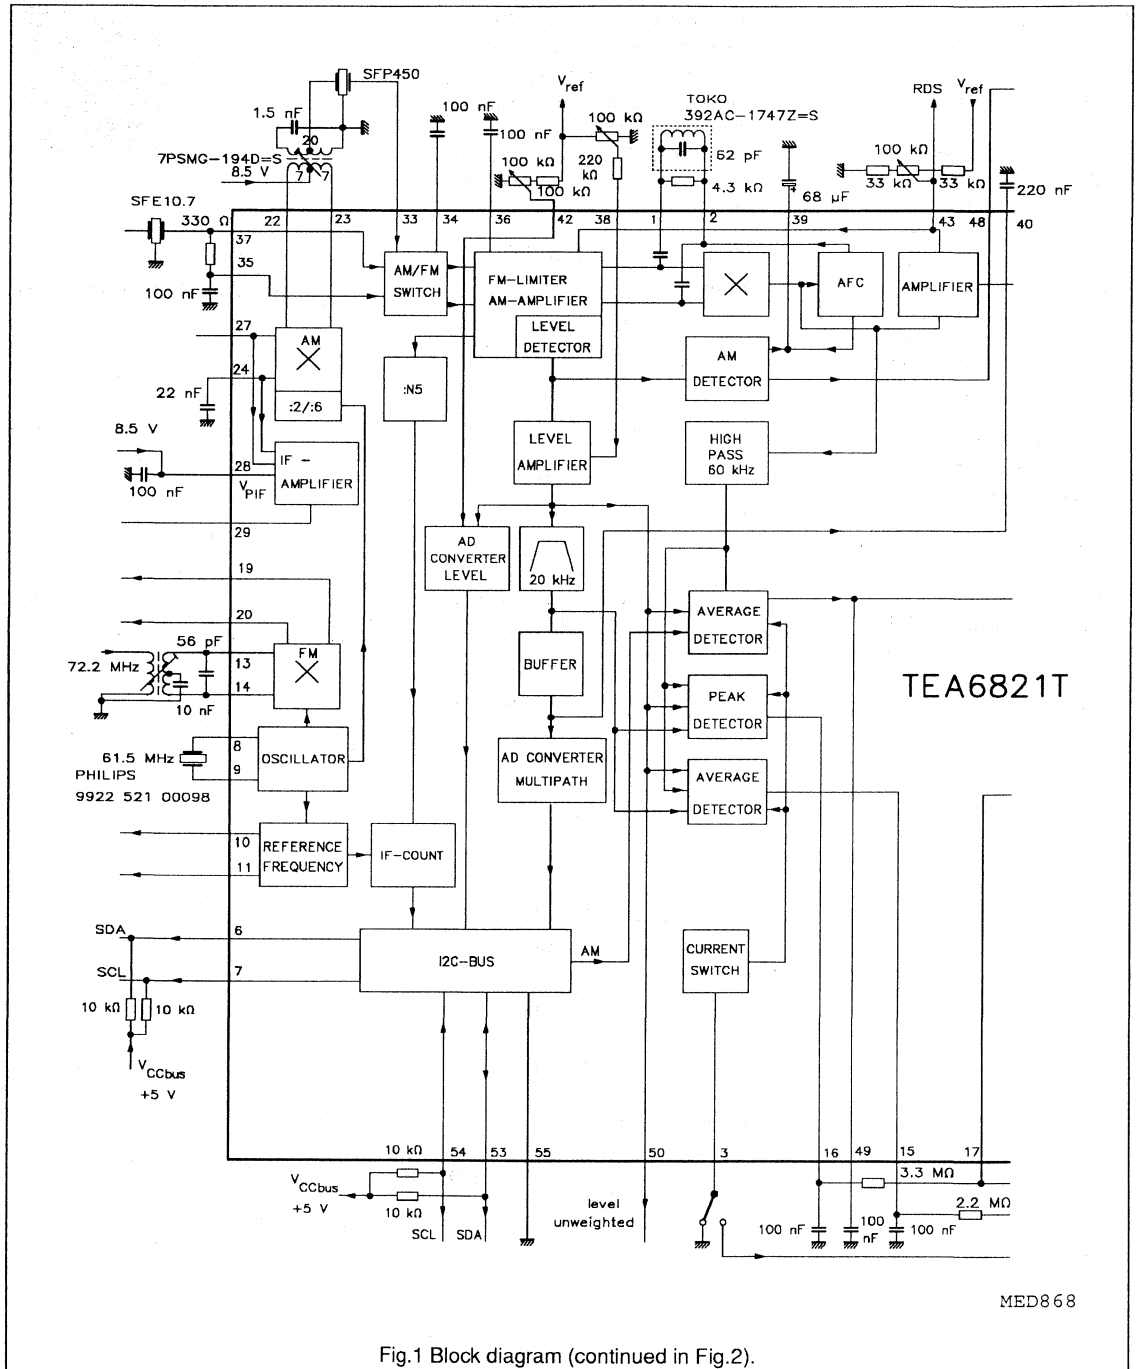 SFP450
1.5 nF
20
7PSMG-194D=S
7
7
8.5 V
100 nF
100 nF
Vref
100 kΩ
100 kΩ
100 kΩ
220 kΩ
TOKO
392AC-1747Z=S
62 pF
4.3 kΩ
68 µF
+
RDS
Vref
100 kΩ
33 kΩ
33 kΩ
220 nF
SFE10.7
330 Ω
22
23
33
34
36
42
38
1
2
39
43
48
40
37
35
100 nF
AM/FM
SWITCH
FM-LIMITER
AM-AMPLIFIER
LEVEL
DETECTOR
AFC
AMPLIFIER
27
AM
24
22 nF
:2/:6
:N5
AM
DETECTOR
8.5 V
28
100 nF
VPIF
IF -
AMPLIFIER
LEVEL
AMPLIFIER
HIGH
PASS
60 kHz
29
AD
CONVERTER
LEVEL
20 kHz
19
20
56 pF
72.2 MHz
13
14
10 nF
FM
BUFFER
AVERAGE
DETECTOR
PEAK
DETECTOR
TEA6821T
61.5 MHz
PHILIPS
9922 521 00098
8
9
OSCILLATOR
AD CONVERTER
MULTIPATH
AVERAGE
DETECTOR
10
11
REFERENCE
FREQUENCY
IF-COUNT
SDA
6
SCL
7
I2C-BUS
AM
CURRENT
SWITCH
10 kΩ
10 kΩ
VCCbus
+5 V
10 kΩ
54
53
55
50
3
16
49
15
17
VCCbus
+5 V
10 kΩ
SCL
SDA
level
unweighted
3.3 MΩ
2.2 MΩ
100 nF
100 nF
100 nF
MED868
Fig.1 Block diagram (continued in Fig.2).